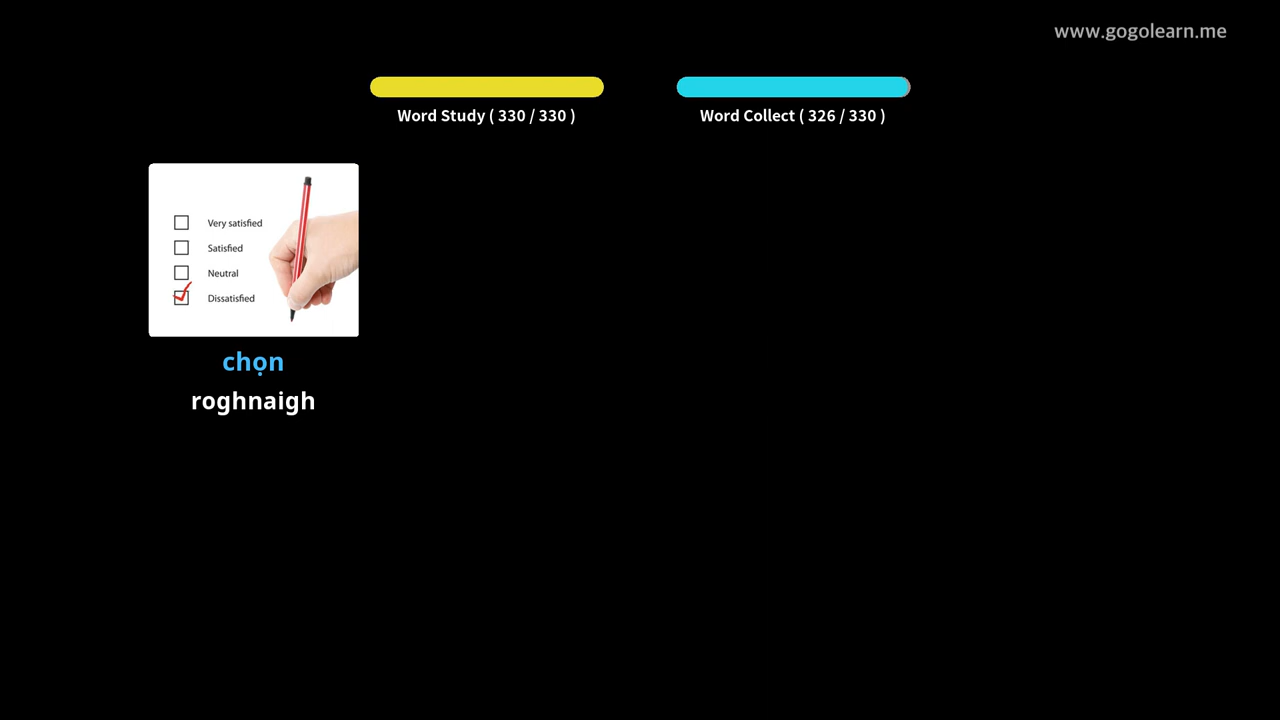 www.gogolearn.me
Word Study ( 330 / 330 )
Word Collect ( 326 / 330 )
Very satisfied
Satisfied
Neutral
Dissatisfied
chọn
roghnaigh